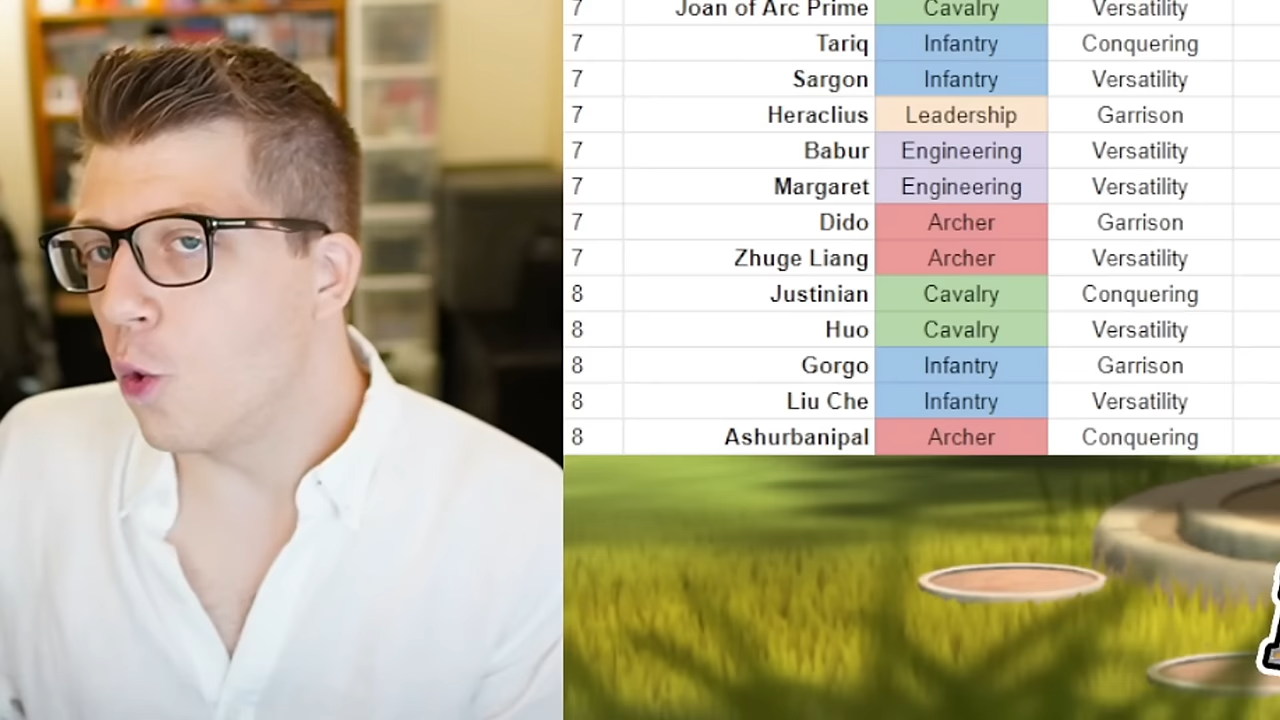 7 Joan of Arc Prime Cavalry Versatility
7 Tariq Infantry Conquering
7 Sargon Infantry Versatility
7 Heraclius Leadership Garrison
7 Babur Engineering Versatility
7 Margaret Engineering Versatility
7 Dido Archer Garrison
7 Zhuge Liang Archer Versatility
8 Justinian Cavalry Conquering
8 Huo Cavalry Versatility
8 Gorgo Infantry Garrison
8 Liu Che Infantry Versatility
8 Ashurbanipal Archer Conquering